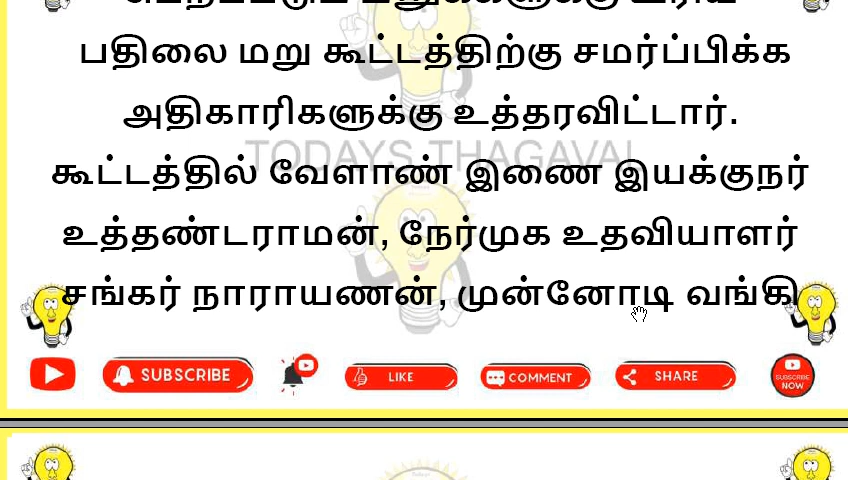 பதிலை மறு கூட்டத்திற்கு சமர்ப்பிக்க
அதிகாரிகளுக்கு உத்தரவிட்டார்.
TODAYS THAGAVAL
கூட்டத்தில் வேளாண் இணை இயக்குநர்
உத்தண்டராமன், நேர்முக உதவியாளர்
சங்கர் நாராயணன், முன்னோடி வங்கி
SUBSCRIBE
LIKE
COMMENT
SHARE
SUBSCRIBE
NOW